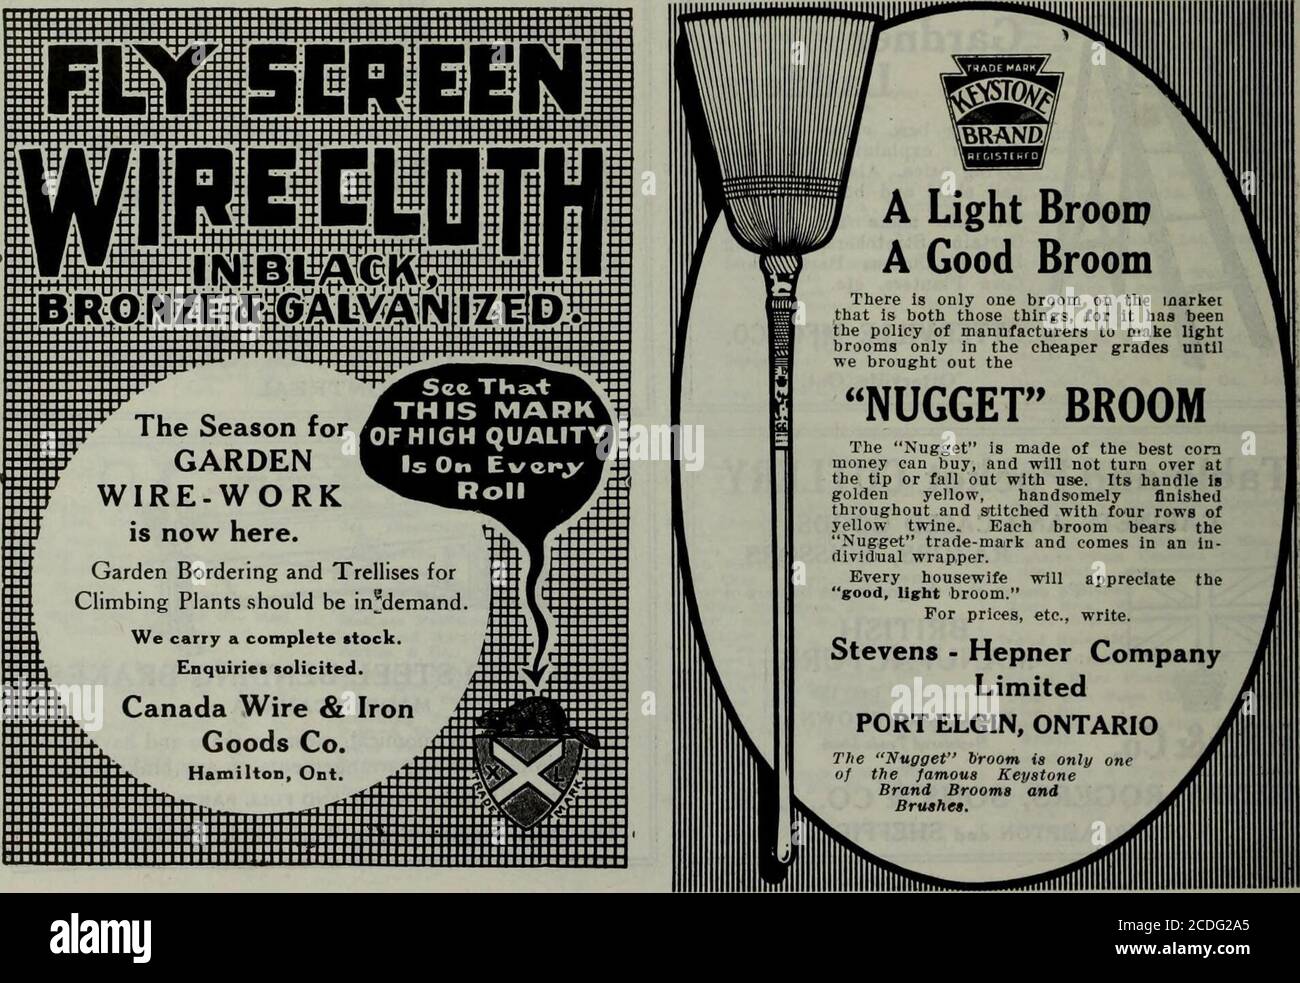 FLY SCREEN
WIRE CLOTH
IN BLACK,
BRONZE & GALVANIZED.
See That
THIS MARK
OF HIGH QUALITY
Is On Every
Roll
The Season for
GARDEN
WIRE-WORK
is now here.
Garden Bordering and Trellises for
Climbing Plants should be in demand.
We carry a complete stock.
Enquiries solicited.
Canada Wire & Iron
Goods Co.
Hamilton, Ont.
X L
TRADE MARK
TRADE MARK
KEYSTONE
BRAND
REGISTERED
A Light Broom
A Good Broom
There is only one broom on the market
that is both those things, for it has been
the policy of manufacturers to make light
brooms only in the cheaper grades until
we brought out the
"NUGGET" BROOM
The "Nugget" is made of the best corn
money can buy, and will not turn over at
the tip or fall out with use. Its handle is
golden yellow, handsomely finished
throughout and stitched with four rows of
yellow twine. Each broom bears the
"Nugget" trade-mark and comes in an in-
dividual wrapper.
Every housewife will appreciate the
"good, light broom."
For prices, etc., write.
Stevens - Hepner Company
Limited
PORT ELGIN, ONTARIO
The "Nugget" broom is only one
of the famous Keystone
Brand Brooms and
Brushes.
alamy
Image ID: 2CDG2A5
www.alamy.com